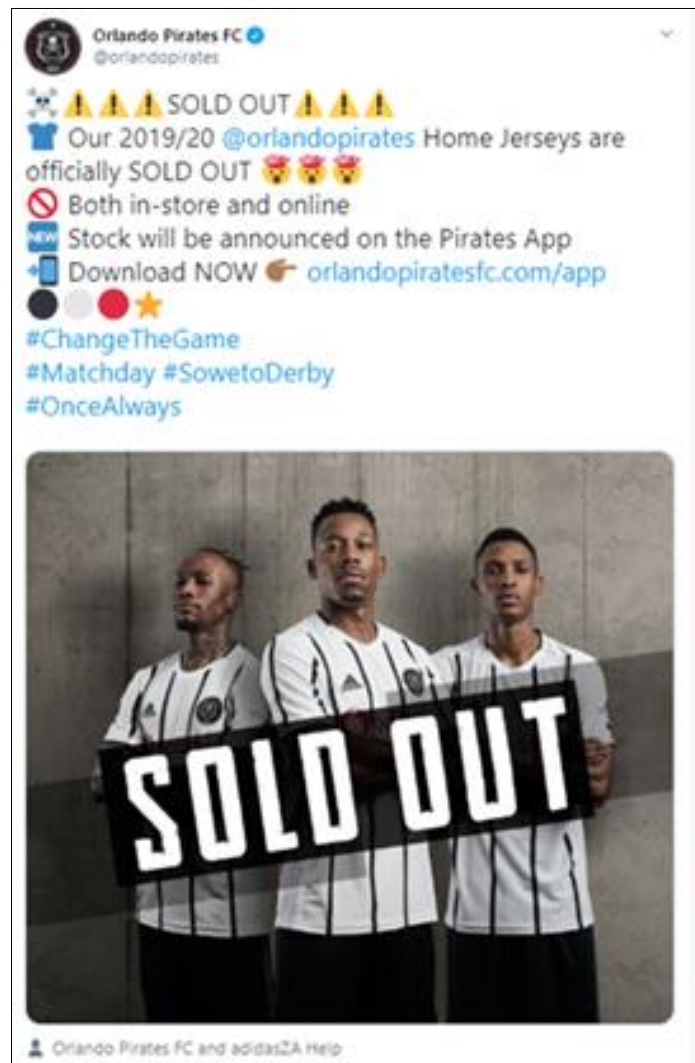 Orlando Pirates FC
@orlandopirates
☠️⚠️⚠️⚠️SOLD OUT⚠️⚠️⚠️
👕 Our 2019/20 @orlandopirates Home Jerseys are
officially SOLD OUT 🤯🤯🤯
🚫 Both in-store and online
🆕 Stock will be announced on the Pirates App
📲 Download NOW 👉🏾 orlandopiratesfc.com/app
⚫⚪🔴⭐
#ChangeTheGame
#Matchday #SowetoDerby
#OnceAlways
SOLD OUT
Orlando Pirates FC and adidasZA Help